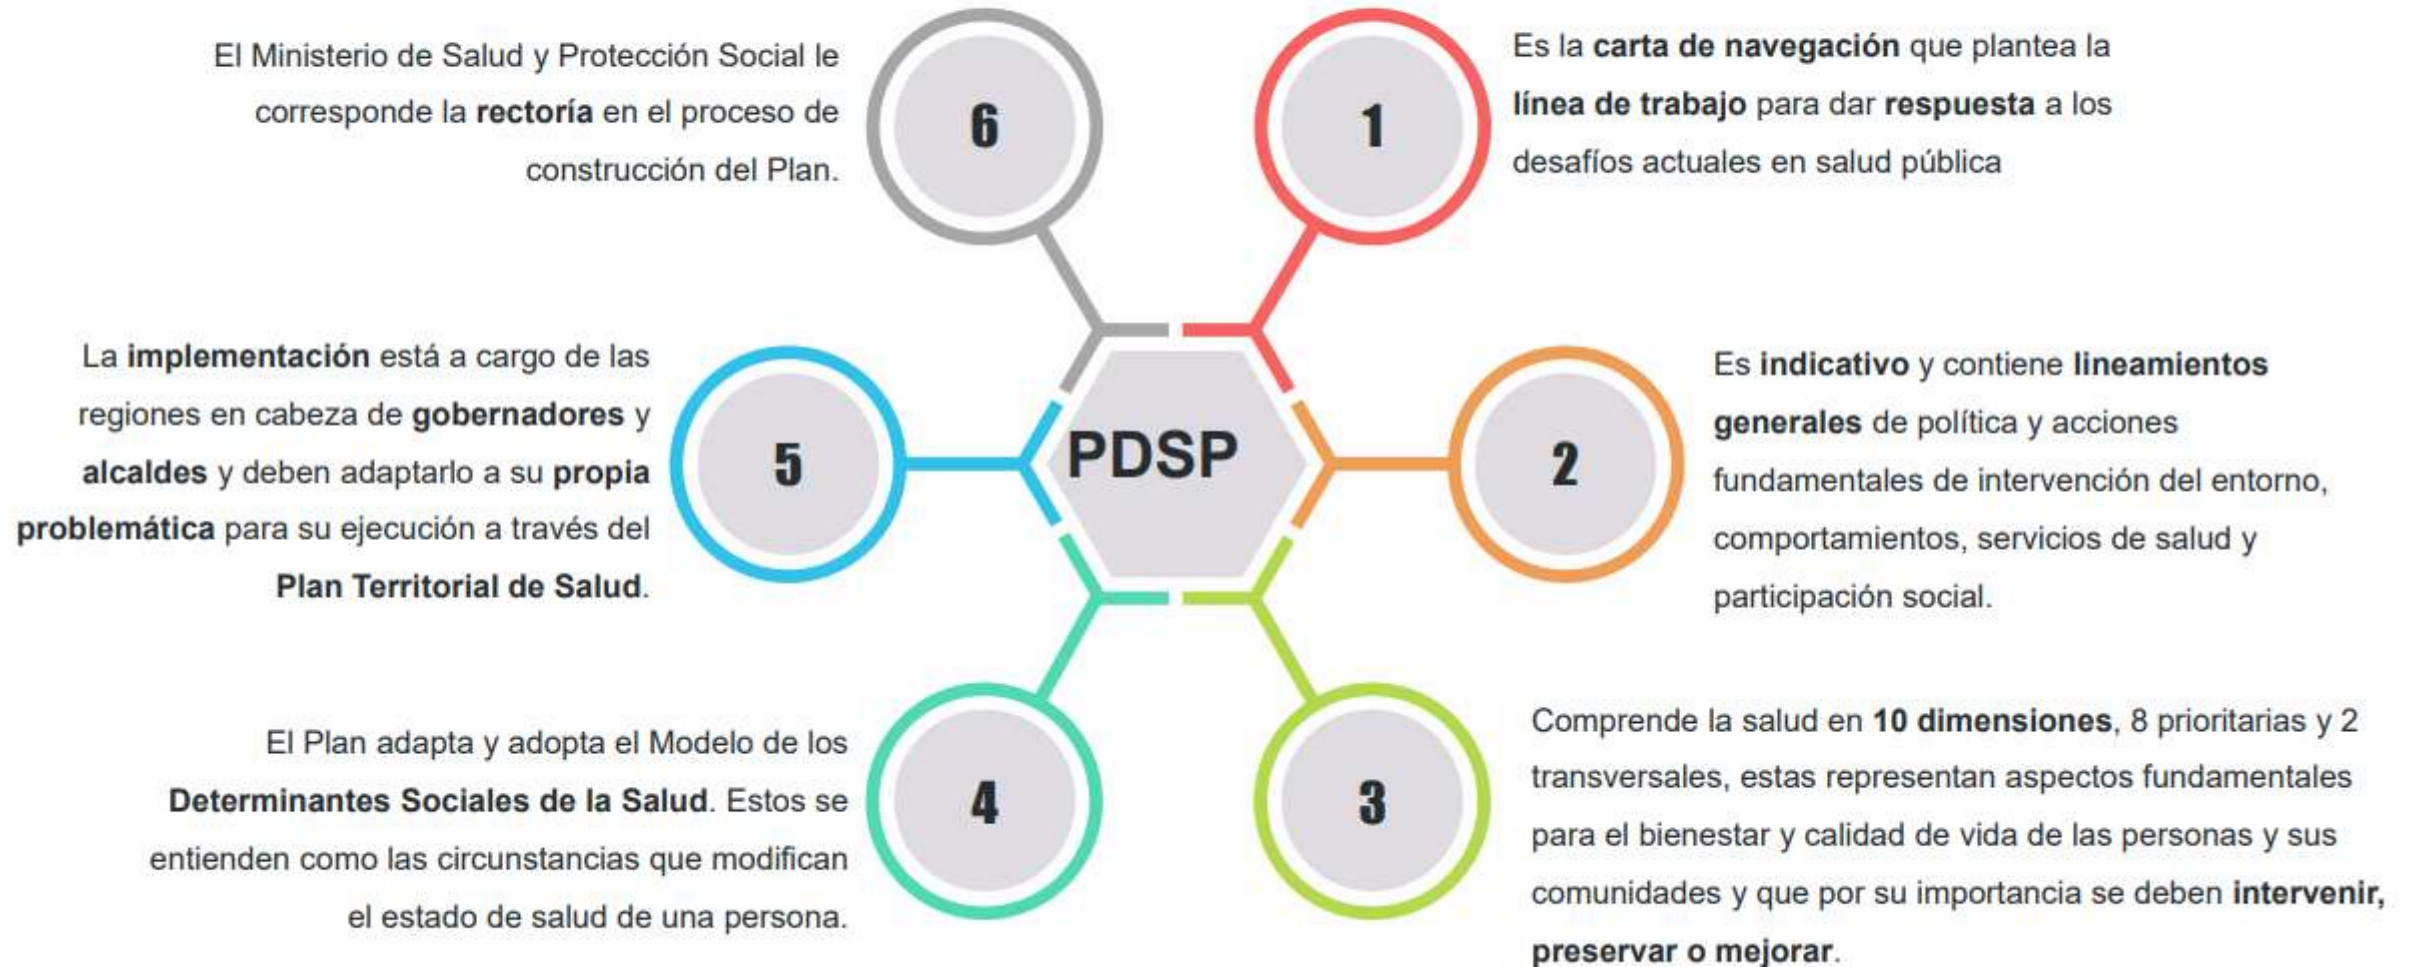 PDSP
1
Es la carta de navegación que plantea la
línea de trabajo para dar respuesta a los
desafíos actuales en salud pública
2
Es indicativo y contiene lineamientos
generales de política y acciones
fundamentales de intervención del entorno,
comportamientos, servicios de salud y
participación social.
3
Comprende la salud en 10 dimensiones, 8 prioritarias y 2
transversales, estas representan aspectos fundamentales
para el bienestar y calidad de vida de las personas y sus
comunidades y que por su importancia se deben intervenir,
preservar o mejorar.
4
El Plan adapta y adopta el Modelo de los
Determinantes Sociales de la Salud. Estos se
entienden como las circunstancias que modifican
el estado de salud de una persona.
5
La implementación está a cargo de las
regiones en cabeza de gobernadores y
alcaldes y deben adaptarlo a su propia
problemática para su ejecución a través del
Plan Territorial de Salud.
6
El Ministerio de Salud y Protección Social le
corresponde la rectoría en el proceso de
construcción del Plan.